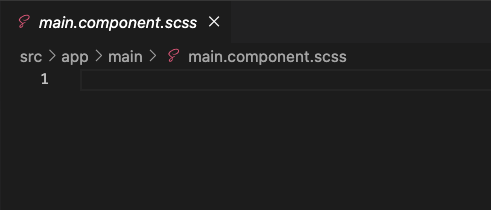 main.component.scss
src > app > main > main.component.scss
1